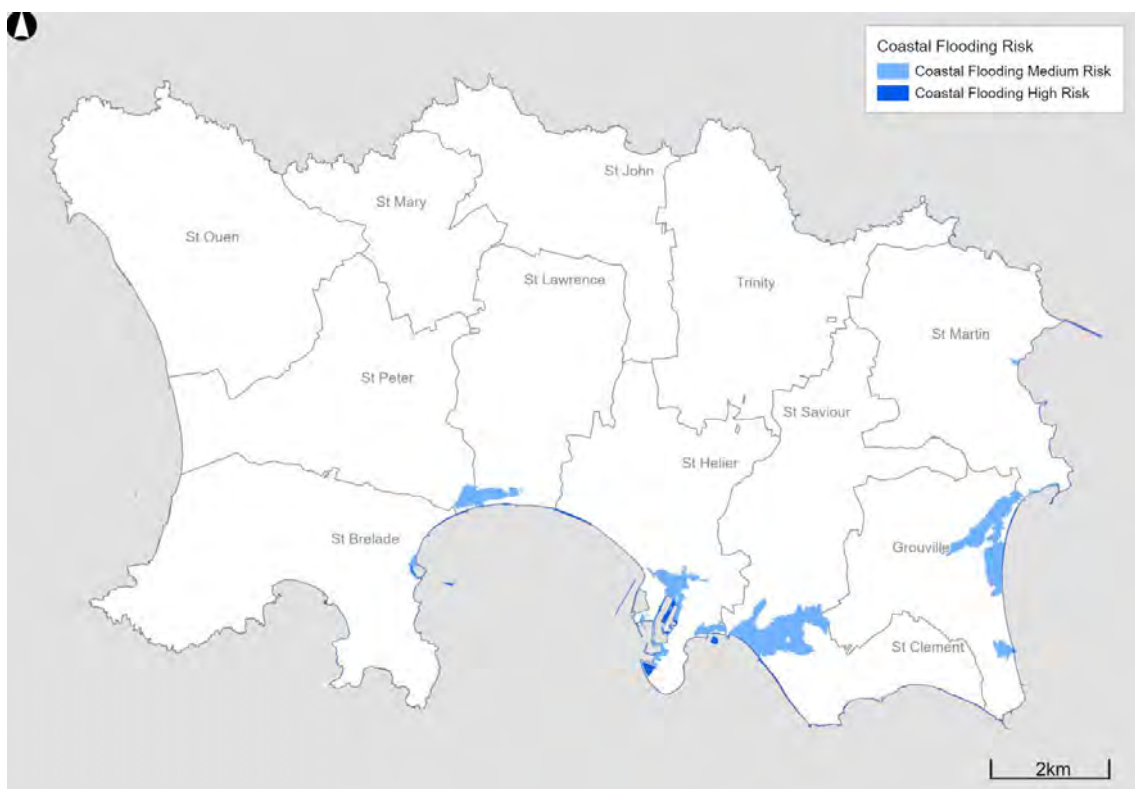 Coastal Flooding Risk
Coastal Flooding Medium Risk
Coastal Flooding High Risk
St John
St Mary
St Ouen
St Lawrence
Trinity
St Martin
St Peter
St Saviour
St Helier
St Brelade
Grouville
St Clement
2km